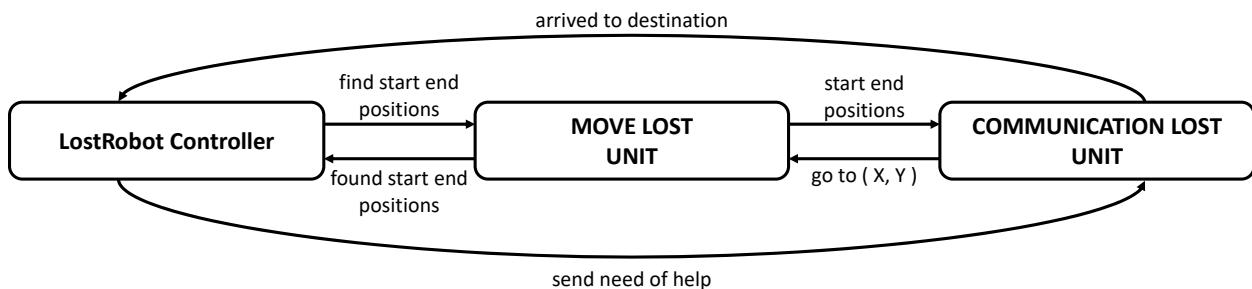 arrived to destination
find start end
positions
start end
positions
LostRobot Controller
MOVE LOST
UNIT
COMMUNICATION LOST
UNIT
found start end
positions
go to ( X, Y )
send need of help